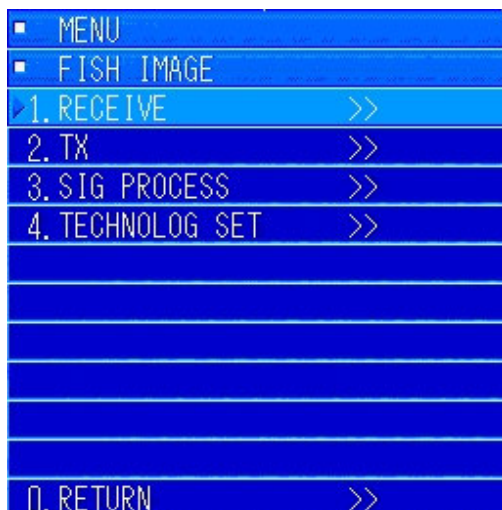 MENU
FISH IMAGE
1. RECEIVE >>
2. TX >>
3. SIG PROCESS >>
4. TECHNOLOG SET >>
0. RETURN >>